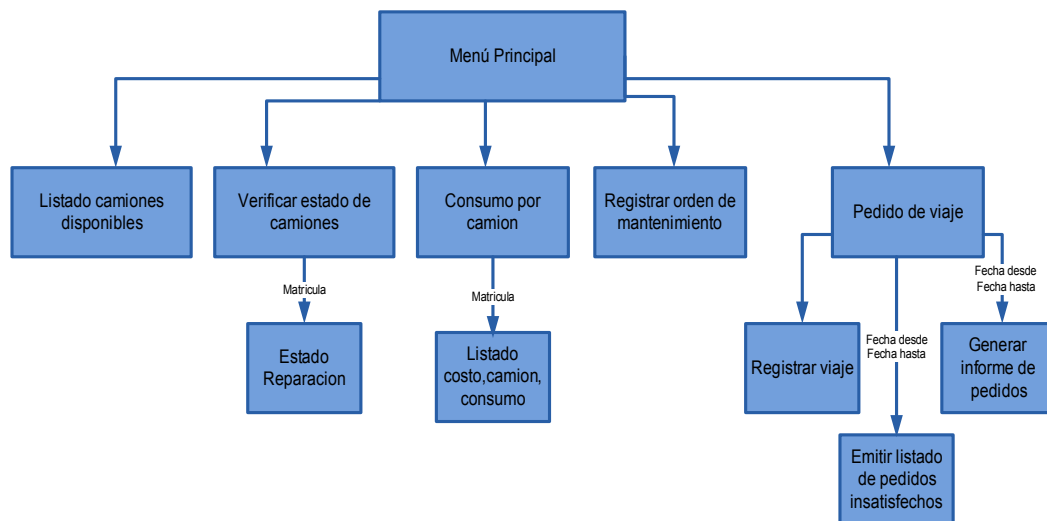 Menú Principal
Listado camiones
disponibles
Verificar estado de
camiones
Consumo por
camion
Registrar orden de
mantenimiento
Pedido de viaje
Matricula
Matricula
Fecha desde
Fecha hasta
Estado
Reparacion
Listado
costo,camion,
consumo
Registrar viaje
Fecha desde
Fecha hasta
Generar
informe de
pedidos
Emitir listado
de pedidos
insatisfechos